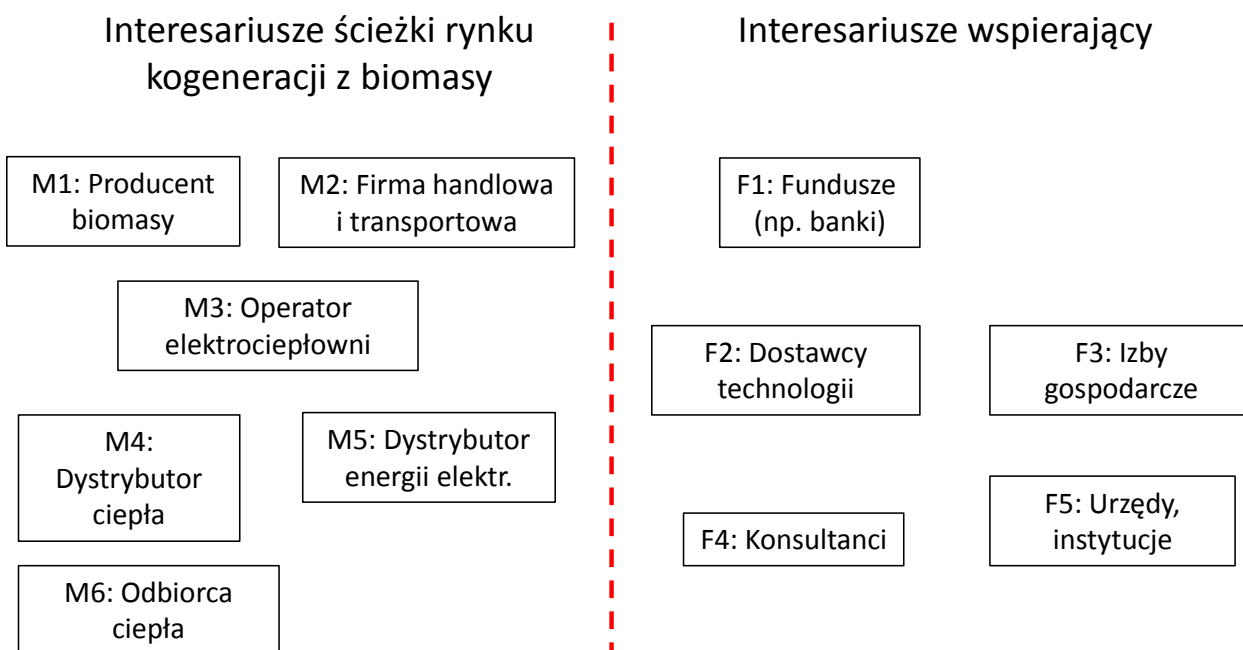 Interesariusze ścieżki rynku
kogeneracji z biomasy
Interesariusze wspierający
M1: Producent
biomasy
M2: Firma handlowa
i transportowa
M3: Operator
elektrociepłowni
M4:
Dystrybutor
ciepła
M5: Dystrybutor
energii elektr.
M6: Odbiorca
ciepła
F1: Fundusze
(np. banki)
F2: Dostawcy
technologii
F3: Izby
gospodarcze
F4: Konsultanci
F5: Urzędy,
instytucje